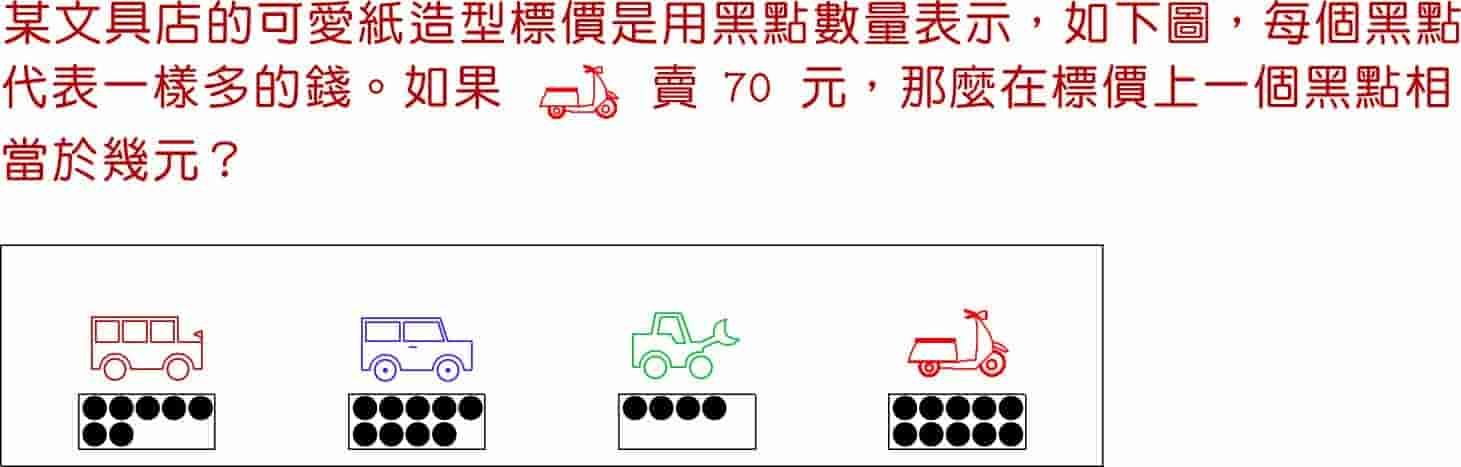 某文具店的可愛紙造型標價是用黑點數量表示，如下圖，每個黑點
代表一樣多的錢。如果 賣 70 元，那麼在標價上一個黑點相
當於幾元？